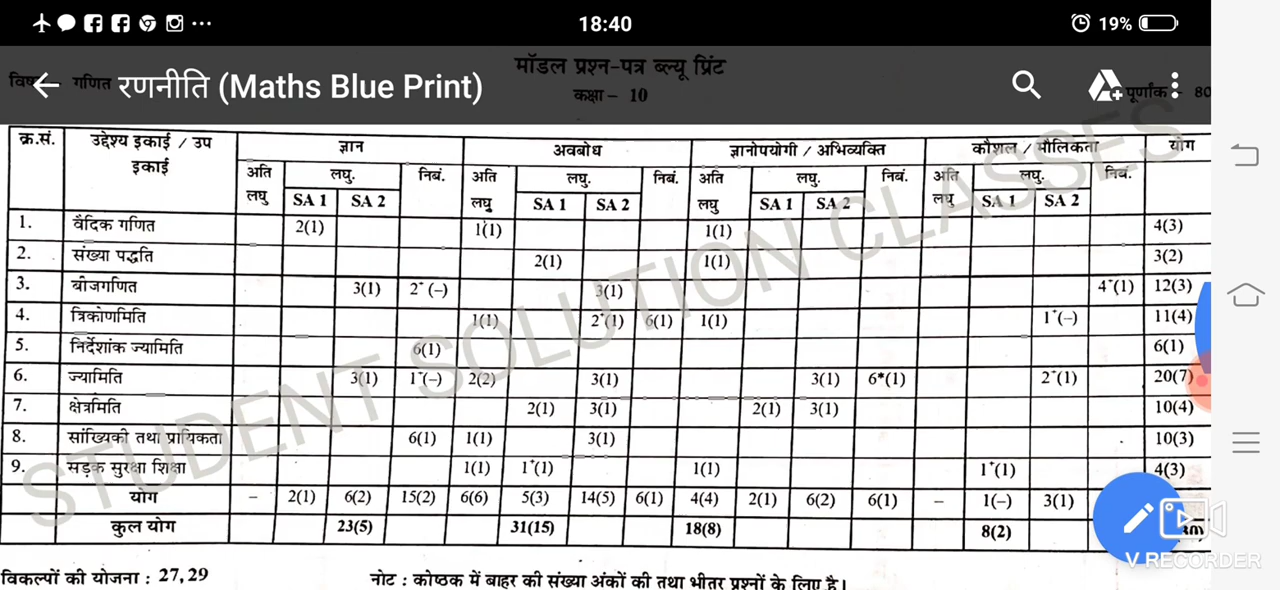 18:40
19%
मॉडल प्रश्न-पत्र ब्ल्यू प्रिंट
गणित
रणनीति (Maths Blue Print)
कक्षा – 10
पूर्णांक – 80
क्र.सं. उद्देश्य इकाई / उप इकाई ज्ञान अवबोध ज्ञानोपयोगी / अभिव्यक्ति कौशल / मौलिकता योग
अति लघु लघु. निबं. अति लघु लघु. निबं. अति लघु लघु. निबं. अति लघु लघु. निबं.
SA 1 SA 2 SA 1 SA 2 SA 1 SA 2 SA 1 SA 2
1. वैदिक गणित 2(1) 1(1) 1(1) 4(3)
2. संख्या पद्धति 2(1) 1(1) 3(2)
3. बीजगणित 3(1) 2*(–) 3(1) 4*(1) 12(3)
4. त्रिकोणमिति 1(1) 2*(1) 6(1) 1(1) 1*(–) 11(4)
5. निर्देशांक ज्यामिति 6(1) 6(1)
6. ज्यामिति 3(1) 1*(–) 2(2) 3(1) 3(1) 6*(1) 2*(1) 20(7)
7. क्षेत्रमिति 2(1) 3(1) 2(1) 3(1) 10(4)
8. सांख्यिकी तथा प्रायिकता 6(1) 1(1) 3(1) 10(3)
9. सड़क सुरक्षा शिक्षा 1(1) 1*(1) 1(1) 1*(1) 4(3)
योग – 2(1) 6(2) 15(2) 6(6) 5(3) 14(5) 6(1) 4(4) 2(1) 6(2) 6(1) – 1(–) 3(1)
कुल योग 23(5) 31(15) 18(8) 8(2)
विकल्पों की योजना : 27,29 नोट : कोष्ठक में बाहर की संख्या अंकों की तथा भीतर प्रश्नों के लिए है।
STUDENT SOLUTION CLASSES
V RECORDER